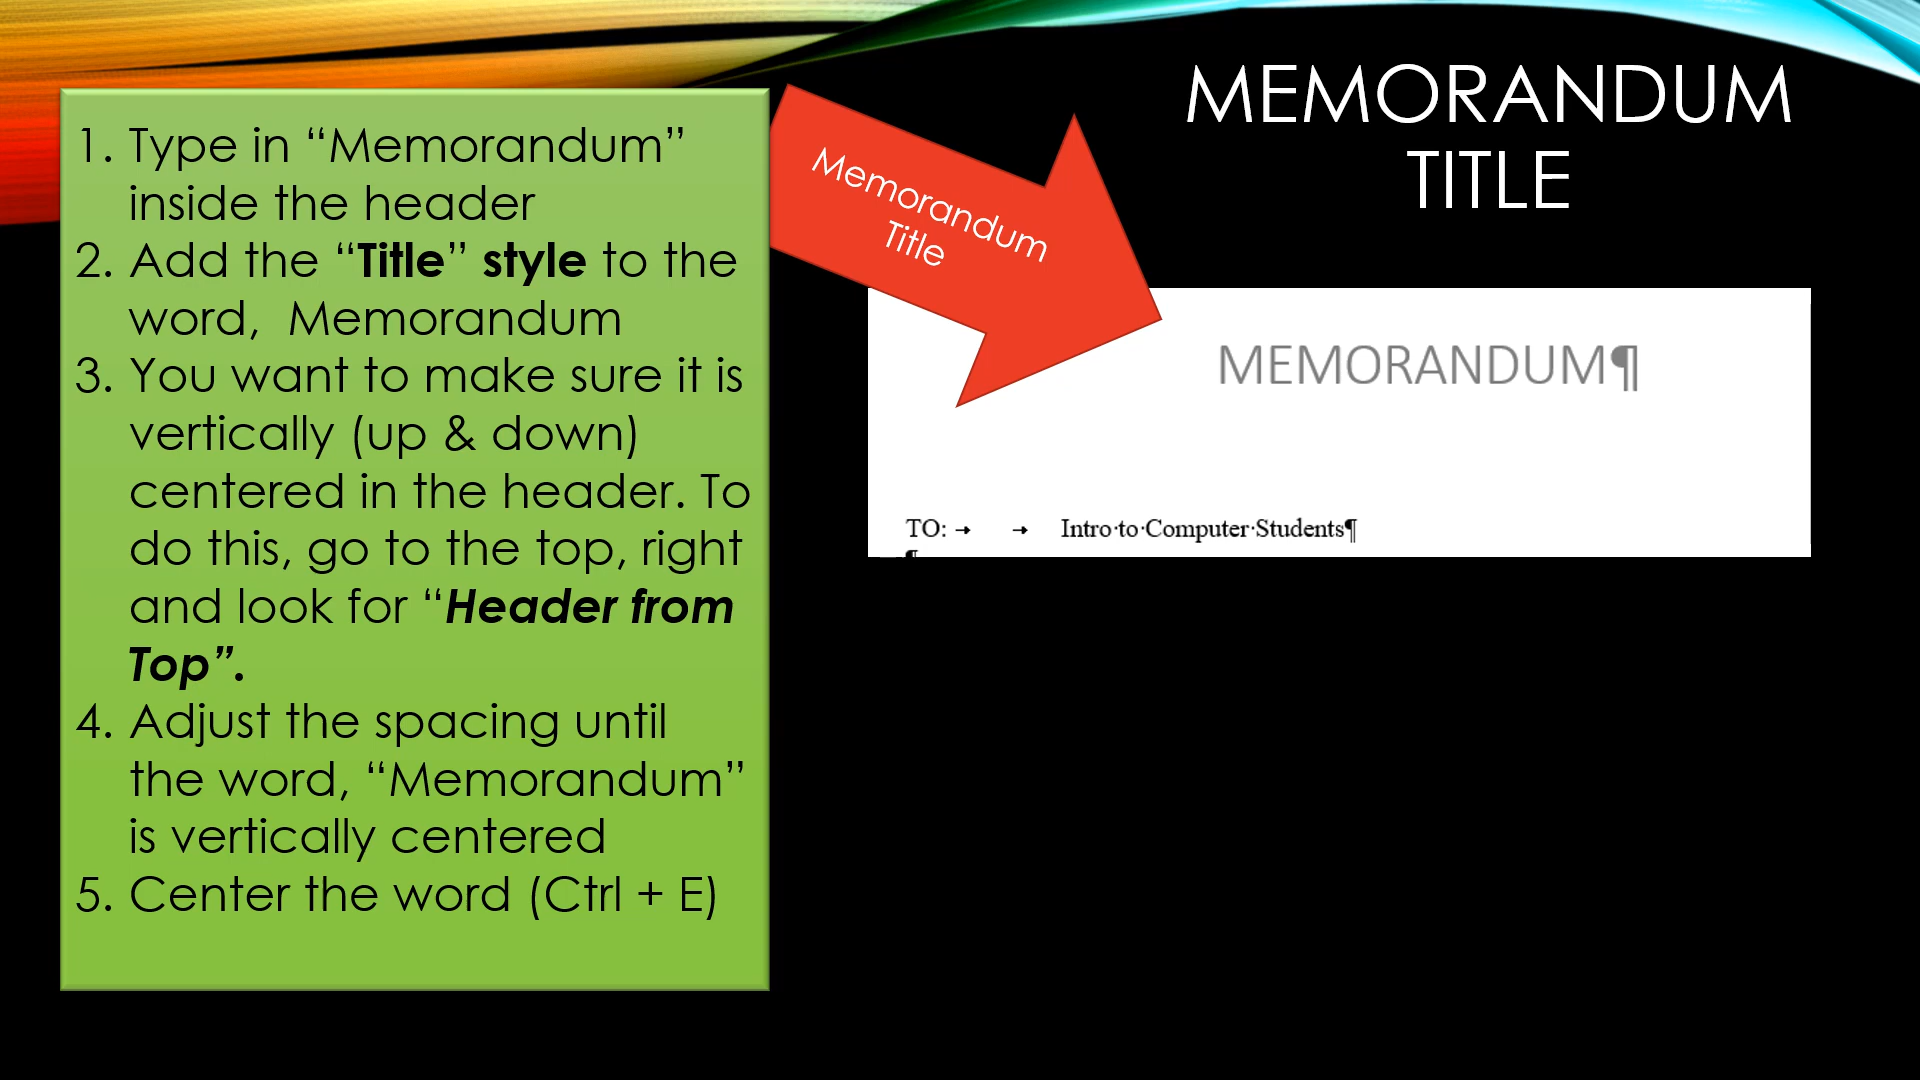 MEMORANDUM
TITLE
1. Type in “Memorandum”
inside the header
2. Add the “Title” style to the
word,  Memorandum
3. You want to make sure it is
vertically (up & down)
centered in the header. To
do this, go to the top, right
and look for “Header from
Top”.
4. Adjust the spacing until
the word, “Memorandum”
is vertically centered
5. Center the word (Ctrl + E)
Memorandum
Title
MEMORANDUM¶
TO: → → Intro·to·Computer·Students¶
¶